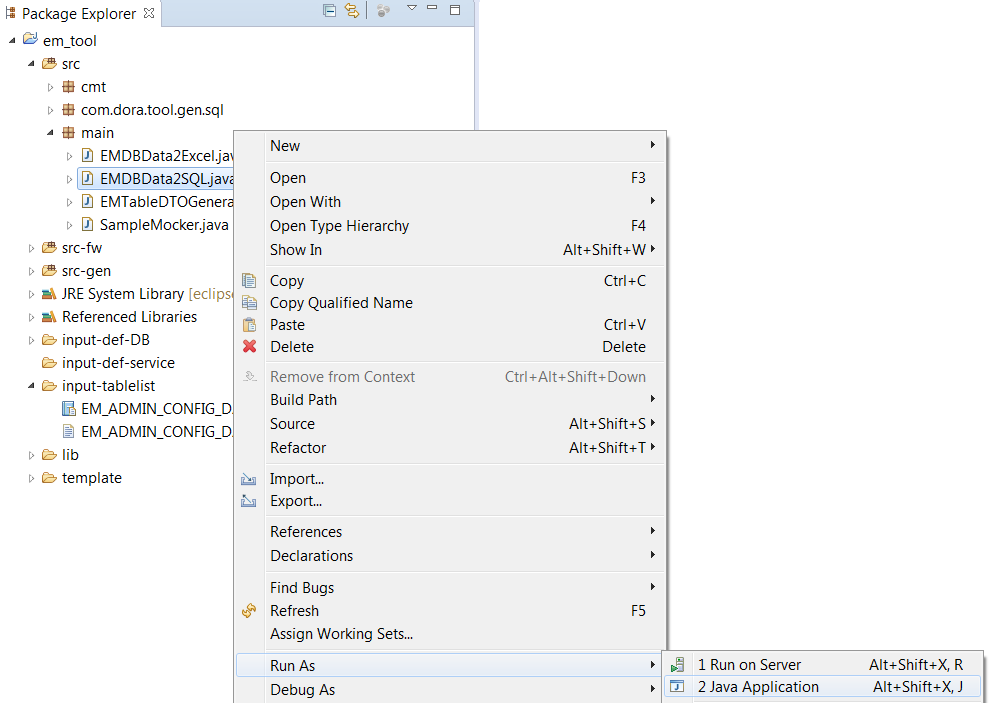 Package Explorer
em_tool
src
cmt
com.dora.tool.gen.sql
main
EMDBData2Excel.jav
EMDBData2SQL.java
EMTableDTOGenera
SampleMocker.java
src-fw
src-gen
JRE System Library [eclipse
Referenced Libraries
input-def-DB
input-def-service
input-tablelist
EM_ADMIN_CONFIG_D
EM_ADMIN_CONFIG_D
lib
template
New
Open F3
Open With
Open Type Hierarchy F4
Show In Alt+Shift+W
Copy Ctrl+C
Copy Qualified Name
Paste Ctrl+V
Delete Delete
Remove from Context Ctrl+Alt+Shift+Down
Build Path
Source Alt+Shift+S
Refactor Alt+Shift+T
Import...
Export...
References
Declarations
Find Bugs
Refresh F5
Assign Working Sets...
Run As
Debug As
1 Run on Server Alt+Shift+X, R
2 Java Application Alt+Shift+X, J